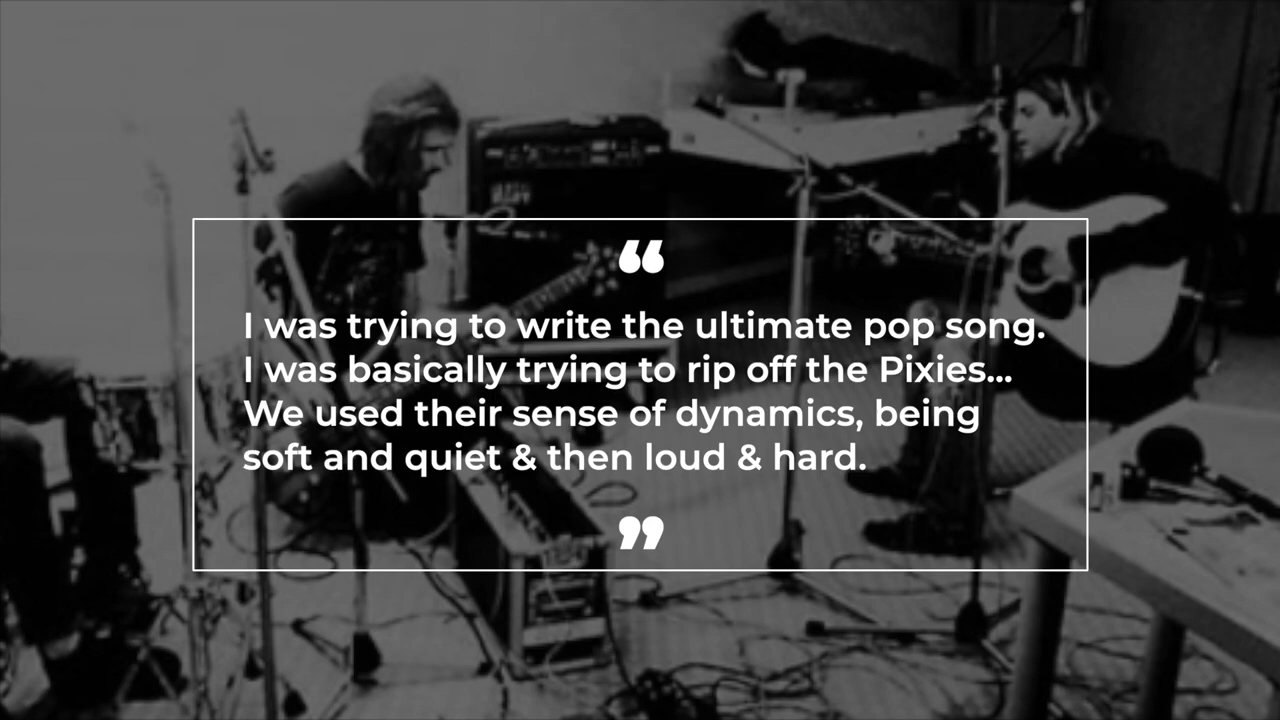 “
I was trying to write the ultimate pop song.
I was basically trying to rip off the Pixies...
We used their sense of dynamics, being
soft and quiet & then loud & hard.
”